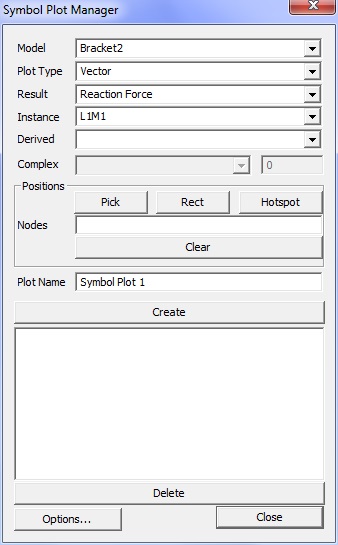 Symbol Plot Manager
Model Bracket2
Plot Type Vector
Result Reaction Force
Instance L1M1
Derived
Complex 0
Positions
Pick Rect Hotspot
Nodes
Clear
Plot Name Symbol Plot 1
Create
Delete
Options... Close